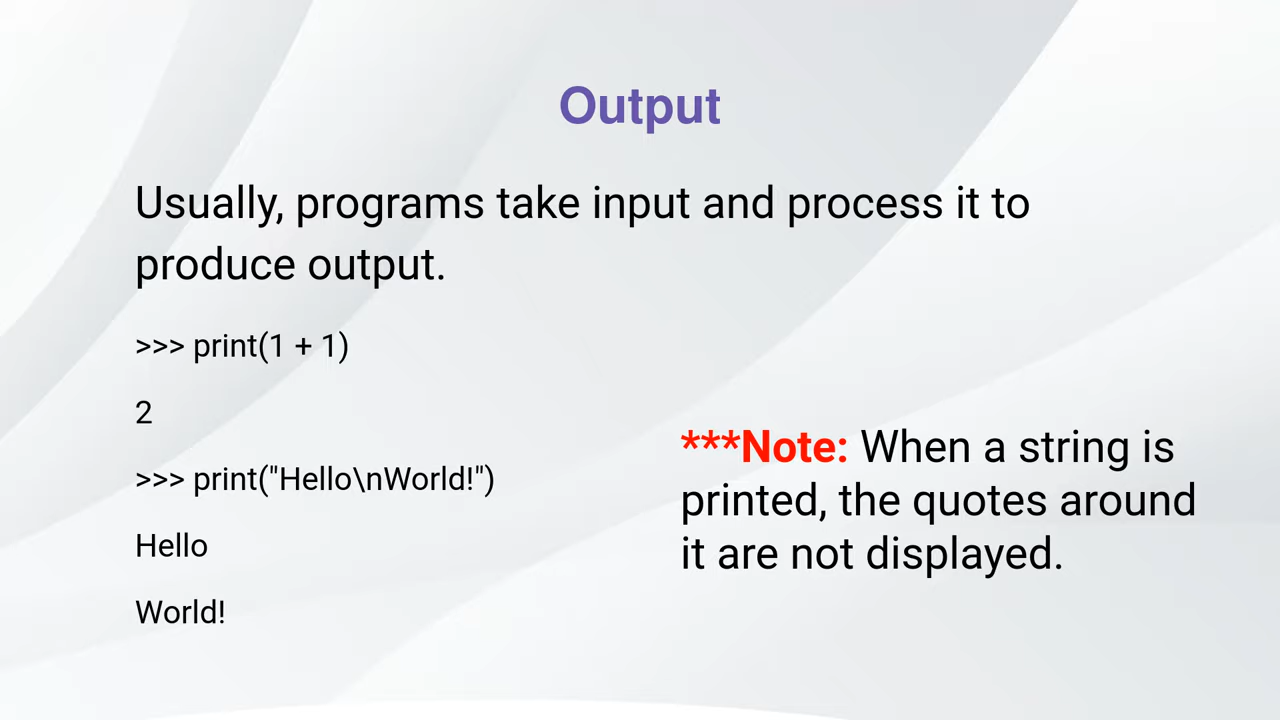 Output
Usually, programs take input and process it to
produce output.
>>> print(1 + 1)
2
>>> print("Hello\nWorld!")
Hello
World!
***Note: When a string is
printed, the quotes around
it are not displayed.